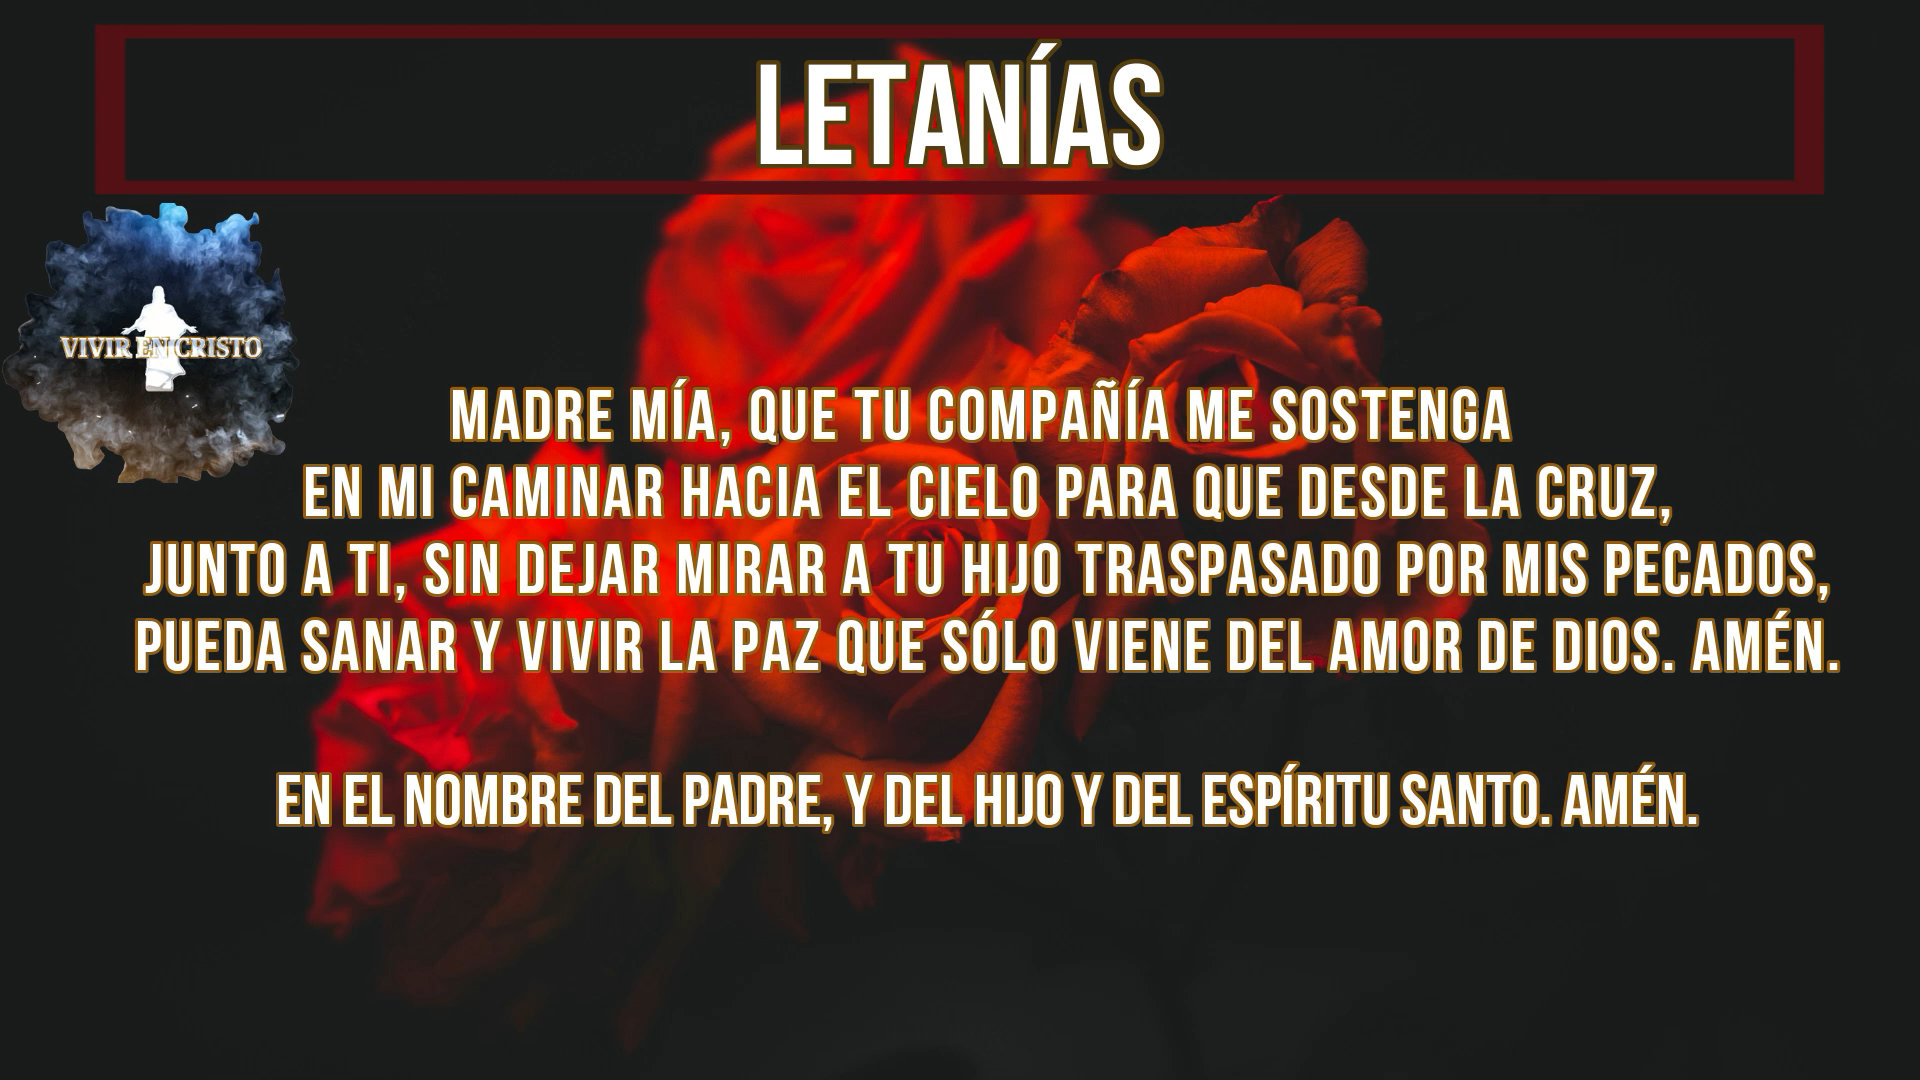 LETANÍAS
VIVIR EN CRISTO
MADRE MÍA, QUE TU COMPAÑÍA ME SOSTENGA
EN MI CAMINAR HACIA EL CIELO PARA QUE DESDE LA CRUZ,
JUNTO A TI, SIN DEJAR MIRAR A TU HIJO TRASPASADO POR MIS PECADOS,
PUEDA SANAR Y VIVIR LA PAZ QUE SÓLO VIENE DEL AMOR DE DIOS. AMÉN.
EN EL NOMBRE DEL PADRE, Y DEL HIJO Y DEL ESPÍRITU SANTO. AMÉN.